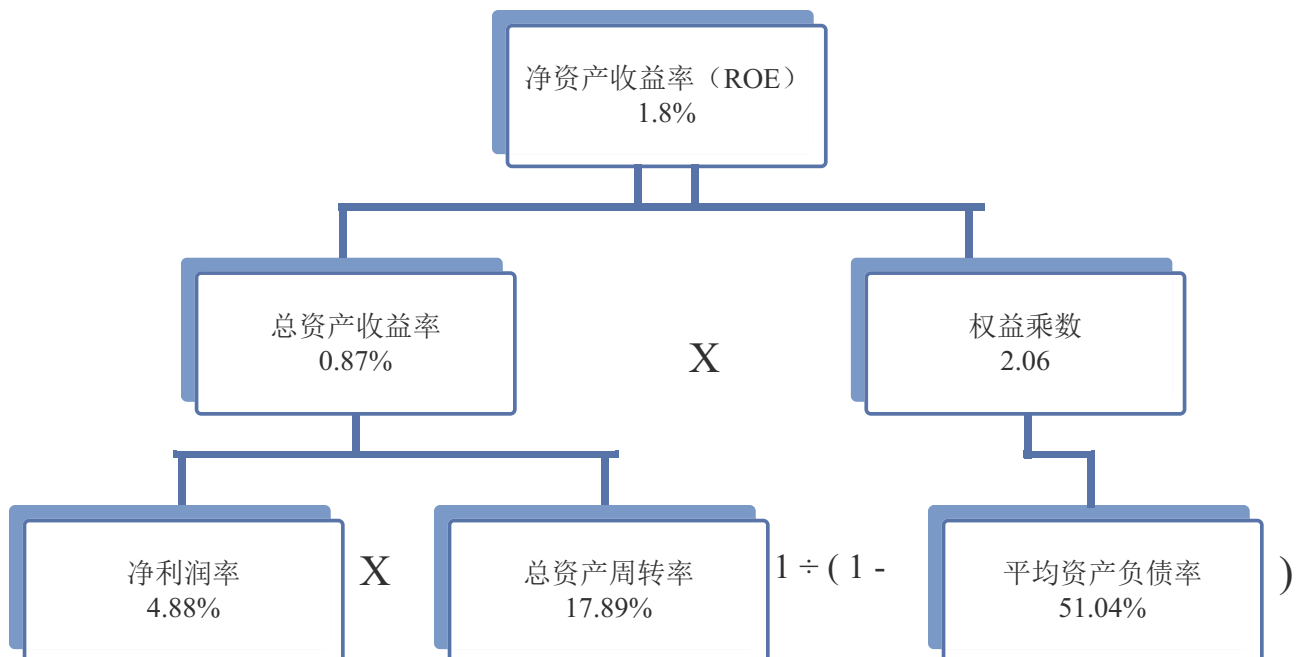 净资产收益率（ROE）
1.8%
总资产收益率
0.87%
X
权益乘数
2.06
净利润率
4.88%
X
总资产周转率
17.89%
1 ÷ ( 1 -
平均资产负债率
51.04%
)